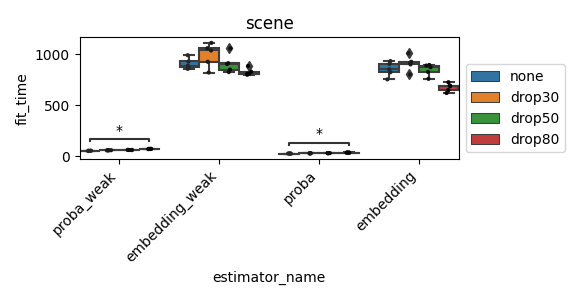 scene
fit_time
1000
500
0
*
*
proba_weak
embedding_weak
proba
embedding
estimator_name
none
drop30
drop50
drop80